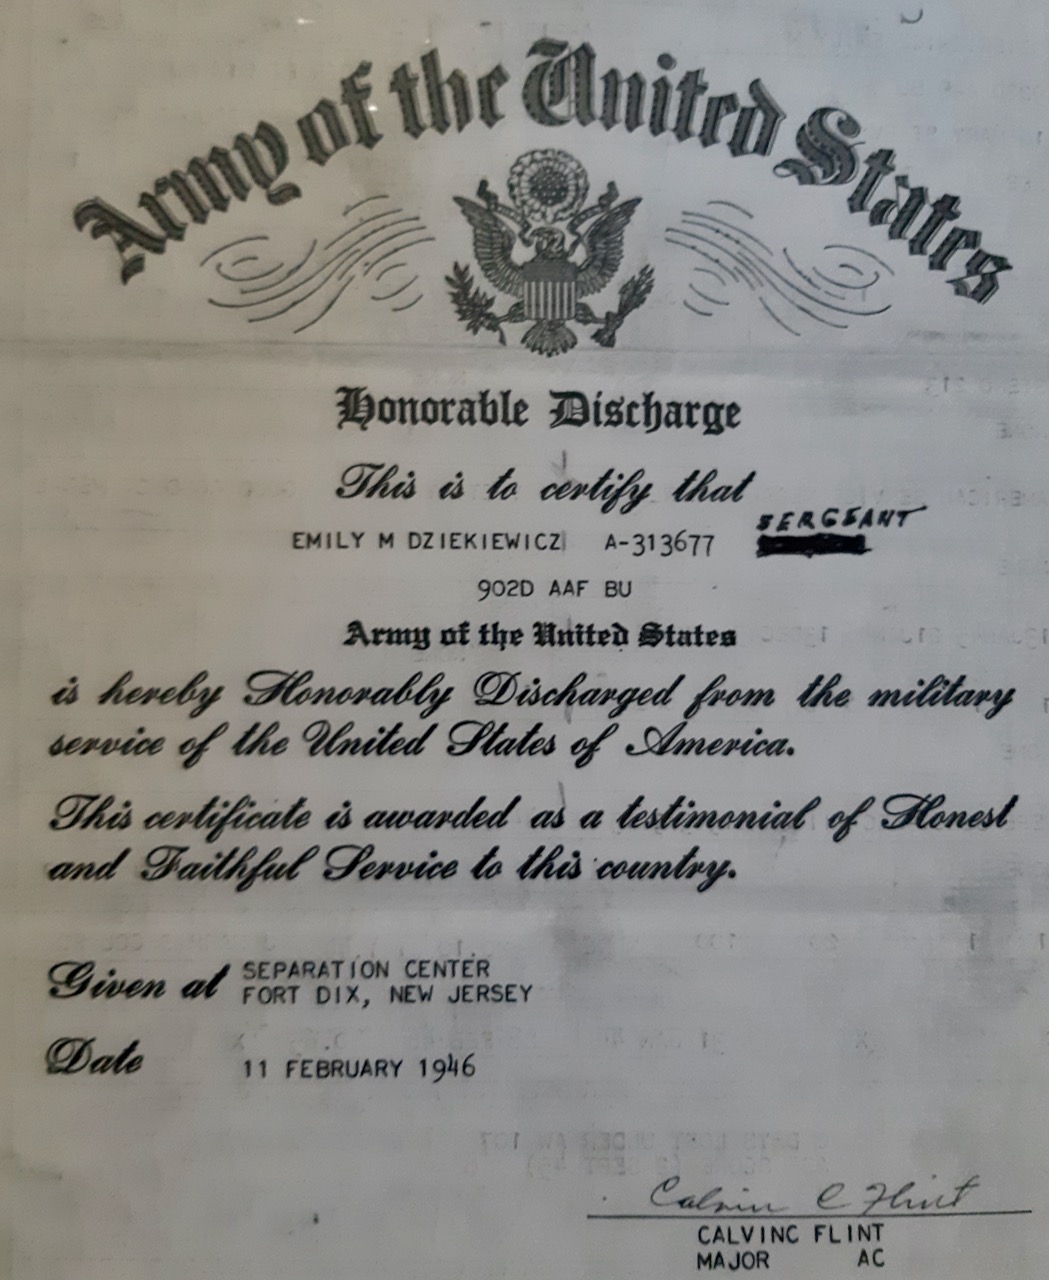 Army of the United States
Honorable Discharge
This is to certify that
SERGEANT
EMILY M DZIEKIEWICZ A-313677
902D AAF BU
Army of the United States
is hereby Honorably Discharged from the military
service of the United States of America.
This certificate is awarded as a testimonial of Honest
and Faithful Service to this country.
Given at SEPARATION CENTER
FORT DIX, NEW JERSEY
Date 11 FEBRUARY 1946
Calvin C Flint
CALVINC FLINT
MAJOR AC